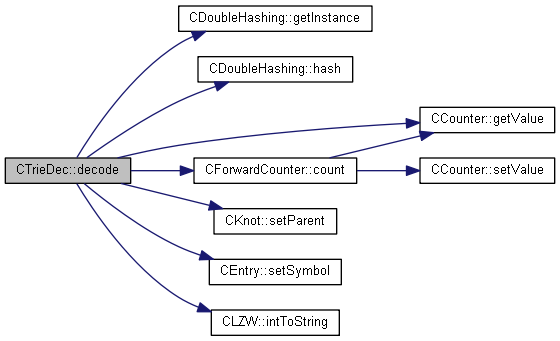 CDoubleHashing::getInstance
CDoubleHashing::hash
CCounter::getValue
CTrieDec::decode
CForwardCounter::count
CCounter::setValue
CKnot::setParent
CEntry::setSymbol
CLZW::intToString